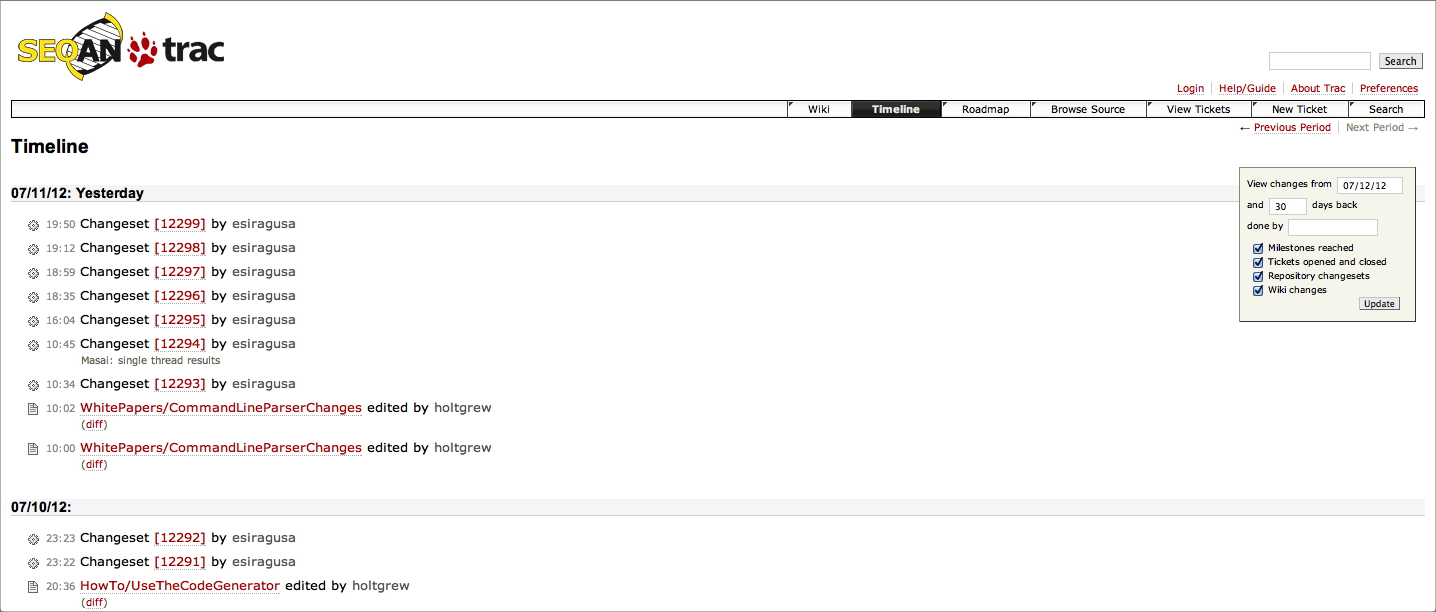 SEQAN trac
Search
Login Help/Guide About Trac Preferences
Wiki Timeline Roadmap Browse Source View Tickets New Ticket Search
← Previous Period Next Period →
Timeline
07/11/12: Yesterday
19:50 Changeset [12299] by esiragusa
19:12 Changeset [12298] by esiragusa
18:59 Changeset [12297] by esiragusa
18:35 Changeset [12296] by esiragusa
16:04 Changeset [12295] by esiragusa
10:45 Changeset [12294] by esiragusa
Masai: single thread results
10:34 Changeset [12293] by esiragusa
10:02 WhitePapers/CommandLineParserChanges edited by holtgrew
(diff)
10:00 WhitePapers/CommandLineParserChanges edited by holtgrew
(diff)
07/10/12:
23:23 Changeset [12292] by esiragusa
23:22 Changeset [12291] by esiragusa
20:36 HowTo/UseTheCodeGenerator edited by holtgrew
(diff)
View changes from 07/12/12
and 30 days back
done by
Milestones reached
Tickets opened and closed
Repository changesets
Wiki changes
Update